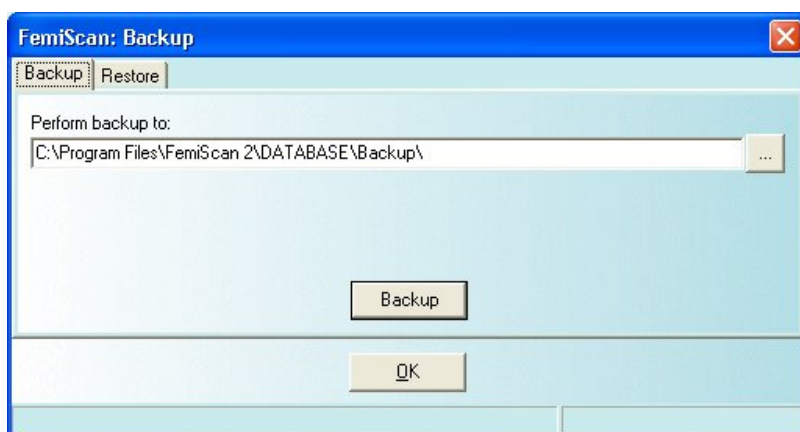 FemiScan: Backup
Backup Restore
Perform backup to:
C:\Program Files\FemiScan 2\DATABASE\Backup\
...
Backup
OK